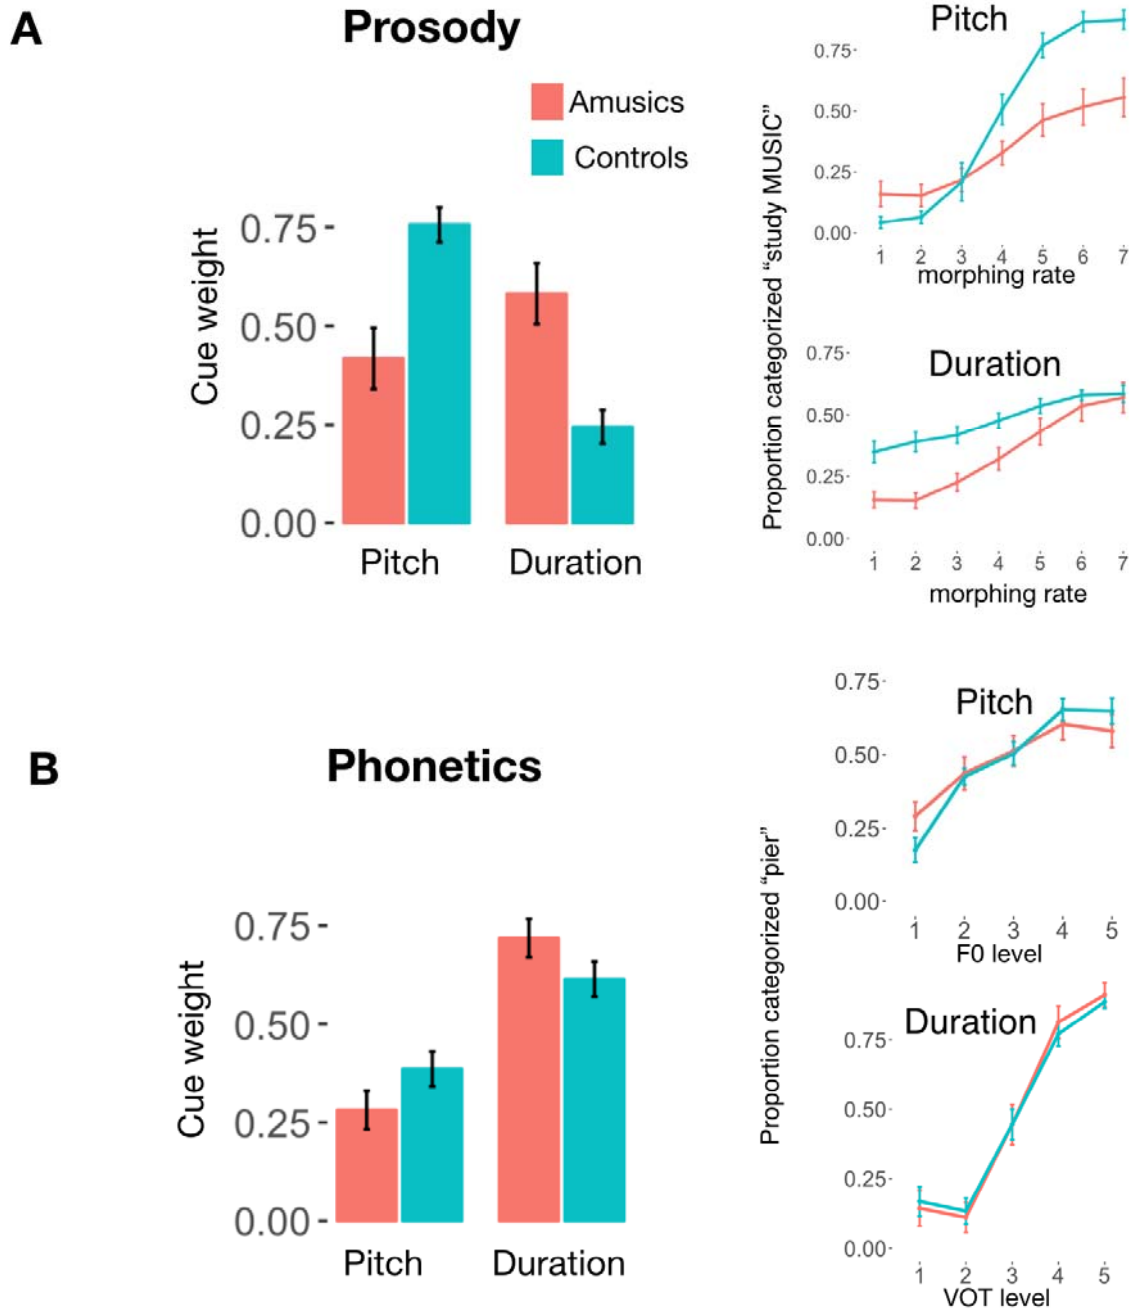 A
Prosody
Amusics
Controls
Cue weight
0.75
0.50
0.25
0.00
Pitch
Duration
Proportion categorized “study MUSIC”
Pitch
0.75
0.50
0.25
0.00
1 2 3 4 5 6 7
morphing rate
Duration
0.75
0.50
0.25
0.00
1 2 3 4 5 6 7
morphing rate
B
Phonetics
Cue weight
0.75
0.50
0.25
0.00
Pitch
Duration
Proportion categorized “pier”
Pitch
0.75
0.50
0.25
0.00
1 2 3 4 5
F0 level
Duration
0.75
0.50
0.25
0.00
1 2 3 4 5
VOT level